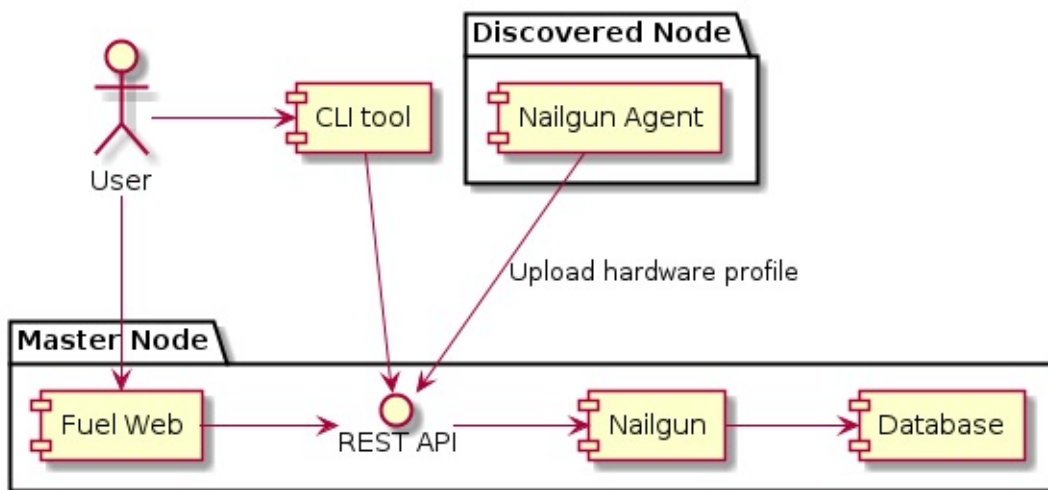 Discovered Node
CLI tool
Nailgun Agent
User
Upload hardware profile
Master Node
Fuel Web
REST API
Nailgun
Database